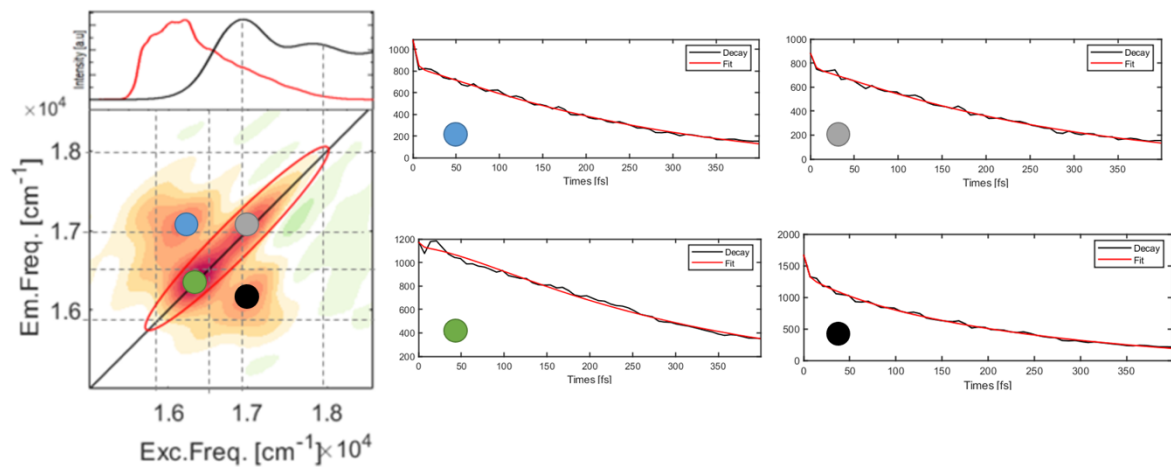 Intensity [a.u]
× 10⁴
1.8
1.7
1.6
Em.Freq. [cm⁻¹]
1.6 1.7 1.8
Exc.Freq. [cm⁻¹] ×10⁴
1000
800
600
400
200
0
Decay
Fit
0 50 100 150 200 250 300 350
Times [fs]
1000
800
600
400
200
0
Decay
Fit
0 50 100 150 200 250 300 350
Times [fs]
1200
1000
800
600
400
200
Decay
Fit
0 50 100 150 200 250 300 350
Times [fs]
2000
1500
1000
500
0
Decay
Fit
0 50 100 150 200 250 300 350
Times [fs]